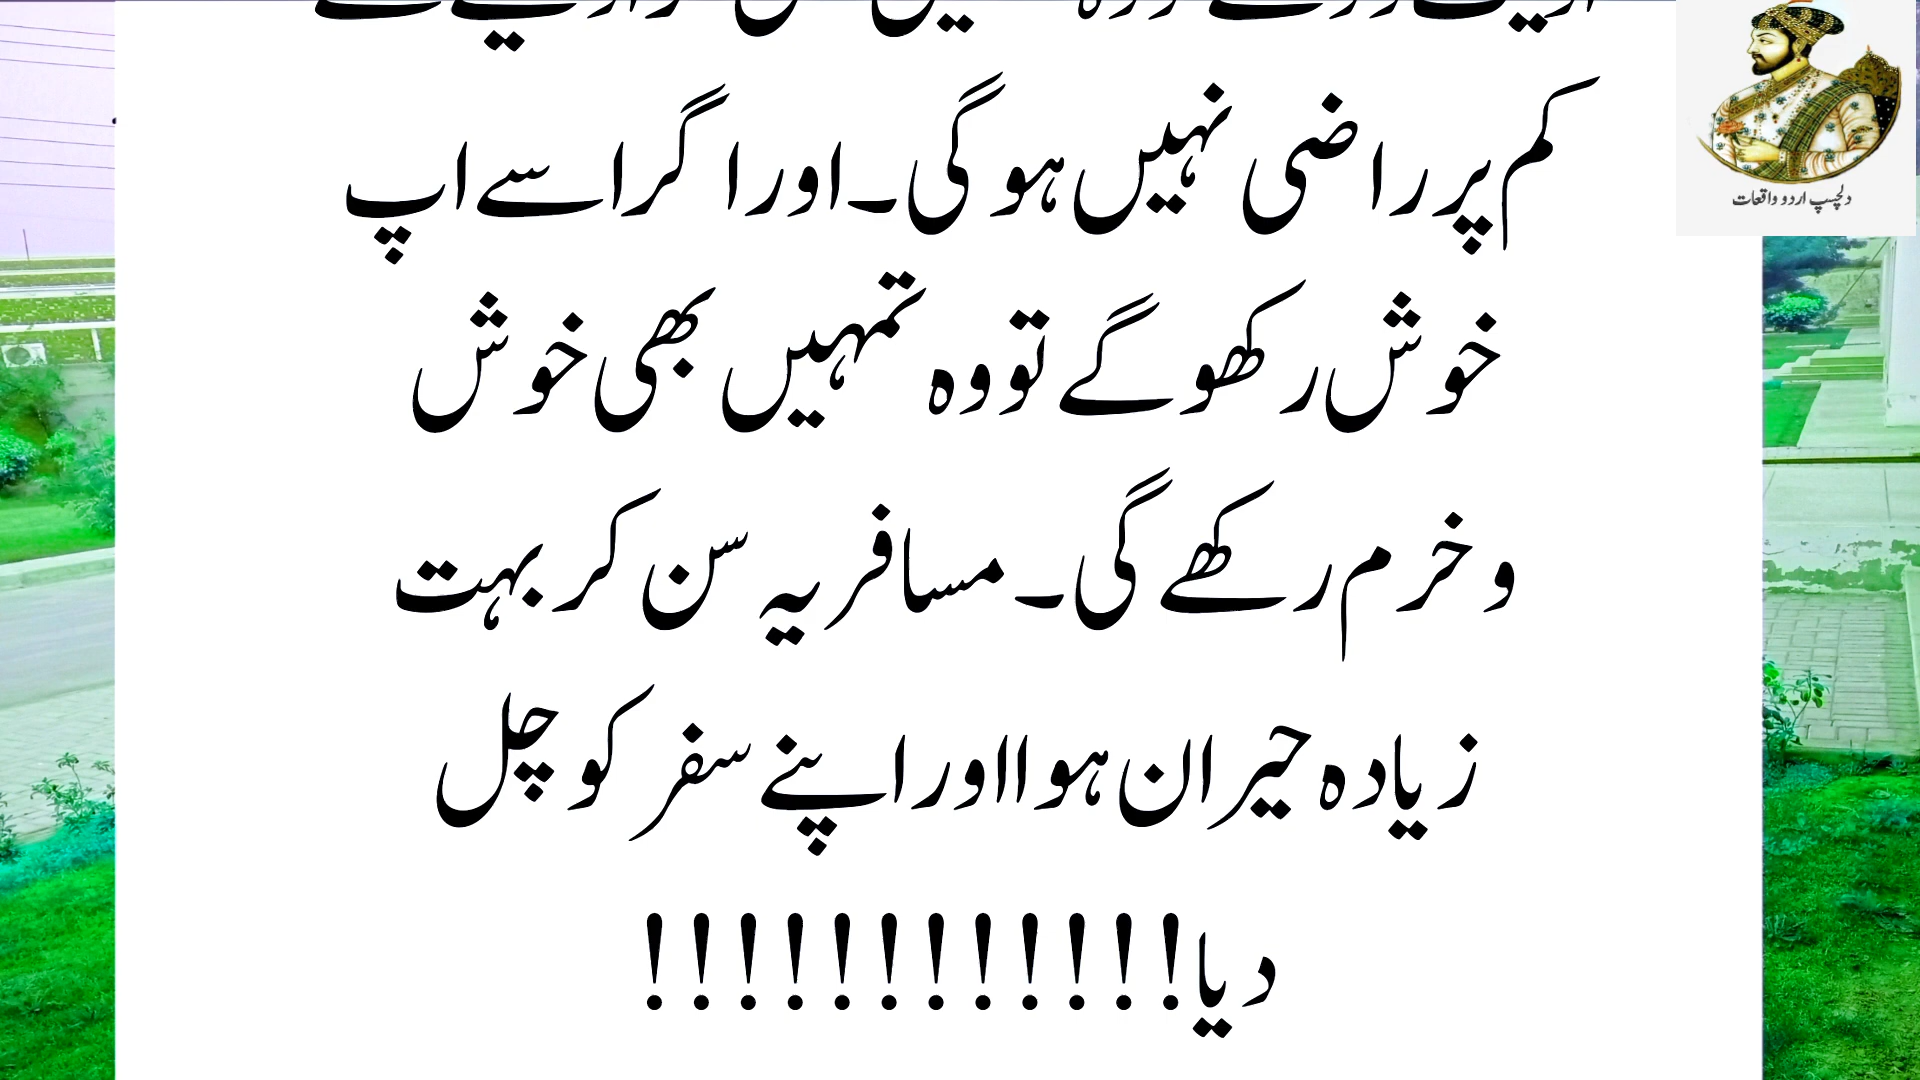 کم پر راضی نہیں ہو گی۔ اور اگر اسے اپ
خوش رکھو گے تو وہ تمہیں بھی خوش
و خرم رکھے گی۔ مسافر یہ سن کر بہت
زیادہ حیران ہوا اور اپنے سفر کو چل
دیا!!!!!!!!!!!!
دلچسپ اردو واقعات